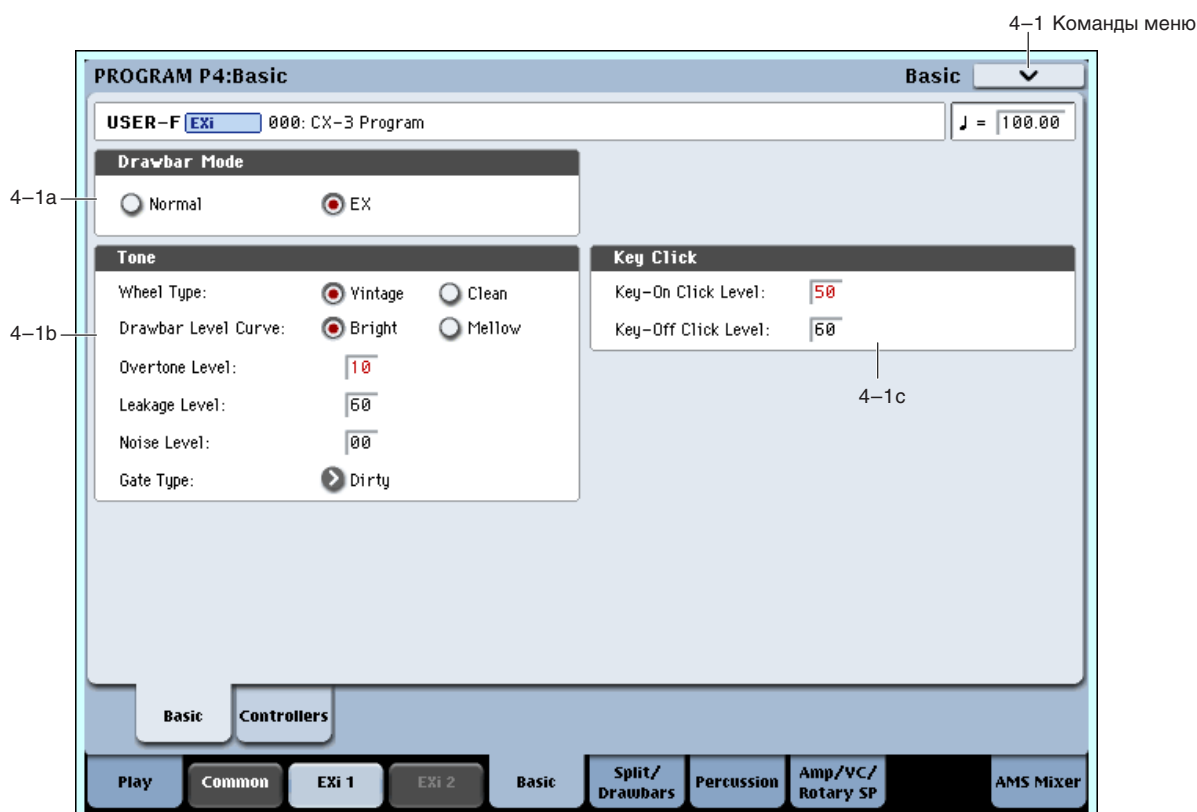 4–1 Команды меню
PROGRAM P4:Basic
Basic
USER–F EXi 000: CX–3 Program
♩ = 100.00
Drawbar Mode
4–1a
Normal EX
Tone
Key Click
Wheel Type: Vintage Clean
Key–On Click Level: 50
4–1b
Drawbar Level Curve: Bright Mellow
Key–Off Click Level: 60
Overtone Level: 10
4–1c
Leakage Level: 60
Noise Level: 00
Gate Type: Dirty
Basic Controllers
Play Common EXi 1 EXi 2 Basic Split/
Drawbars Percussion Amp/VC/
Rotary SP AMS Mixer